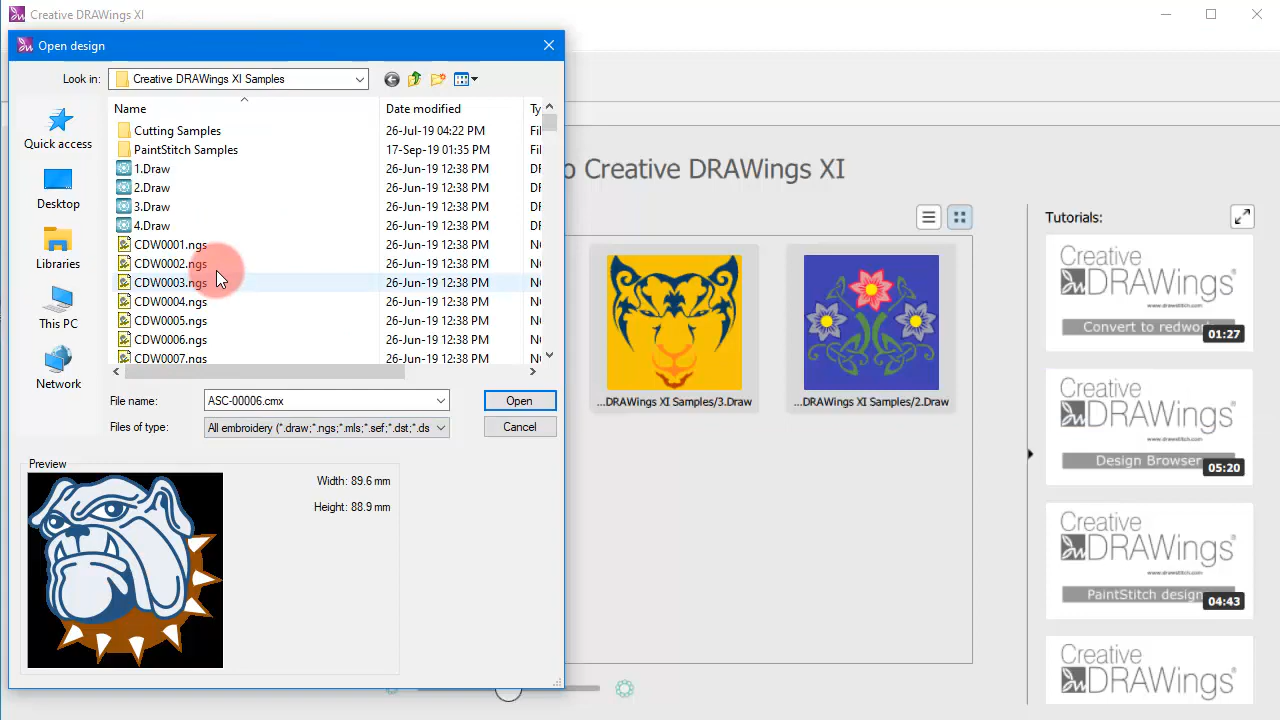 Creative DRAWings XI
Open design
Look in: Creative DRAWings XI Samples
Name Date modified Ty
Cutting Samples 26-Jul-19 04:22 PM Fil
PaintStitch Samples 17-Sep-19 01:35 PM Fil
1.Draw 26-Jun-19 12:38 PM DF
2.Draw 26-Jun-19 12:38 PM DF
3.Draw 26-Jun-19 12:38 PM DF
4.Draw 26-Jun-19 12:38 PM DF
CDW0001.ngs 26-Jun-19 12:38 PM N
CDW0002.ngs 26-Jun-19 12:38 PM N
CDW0003.ngs 26-Jun-19 12:38 PM N
CDW0004.ngs 26-Jun-19 12:38 PM N
CDW0005.ngs 26-Jun-19 12:38 PM N
CDW0006.ngs 26-Jun-19 12:38 PM N
CDW0007.ngs 26-Jun-19 12:38 PM N
Quick access
Desktop
Libraries
This PC
Network
File name: ASC-00006.cmx Open
Files of type: All embroidery (*.draw;*.ngs;*.mls;*.sef;*.dst;*.ds Cancel
Preview
Width: 89.6 mm
Height: 88.9 mm
o Creative DRAWings XI
...DRAWings XI Samples/3.Draw
...DRAWings XI Samples/2.Draw
Tutorials:
Creative
DRAWings®
www.drawstitch.com
Convert to redwo
01:27
Creative
DRAWings®
www.drawstitch.com
Design Browser
05:20
Creative
DRAWings®
www.drawstitch.com
PaintStitch design
04:43
Creative
DRAWings®